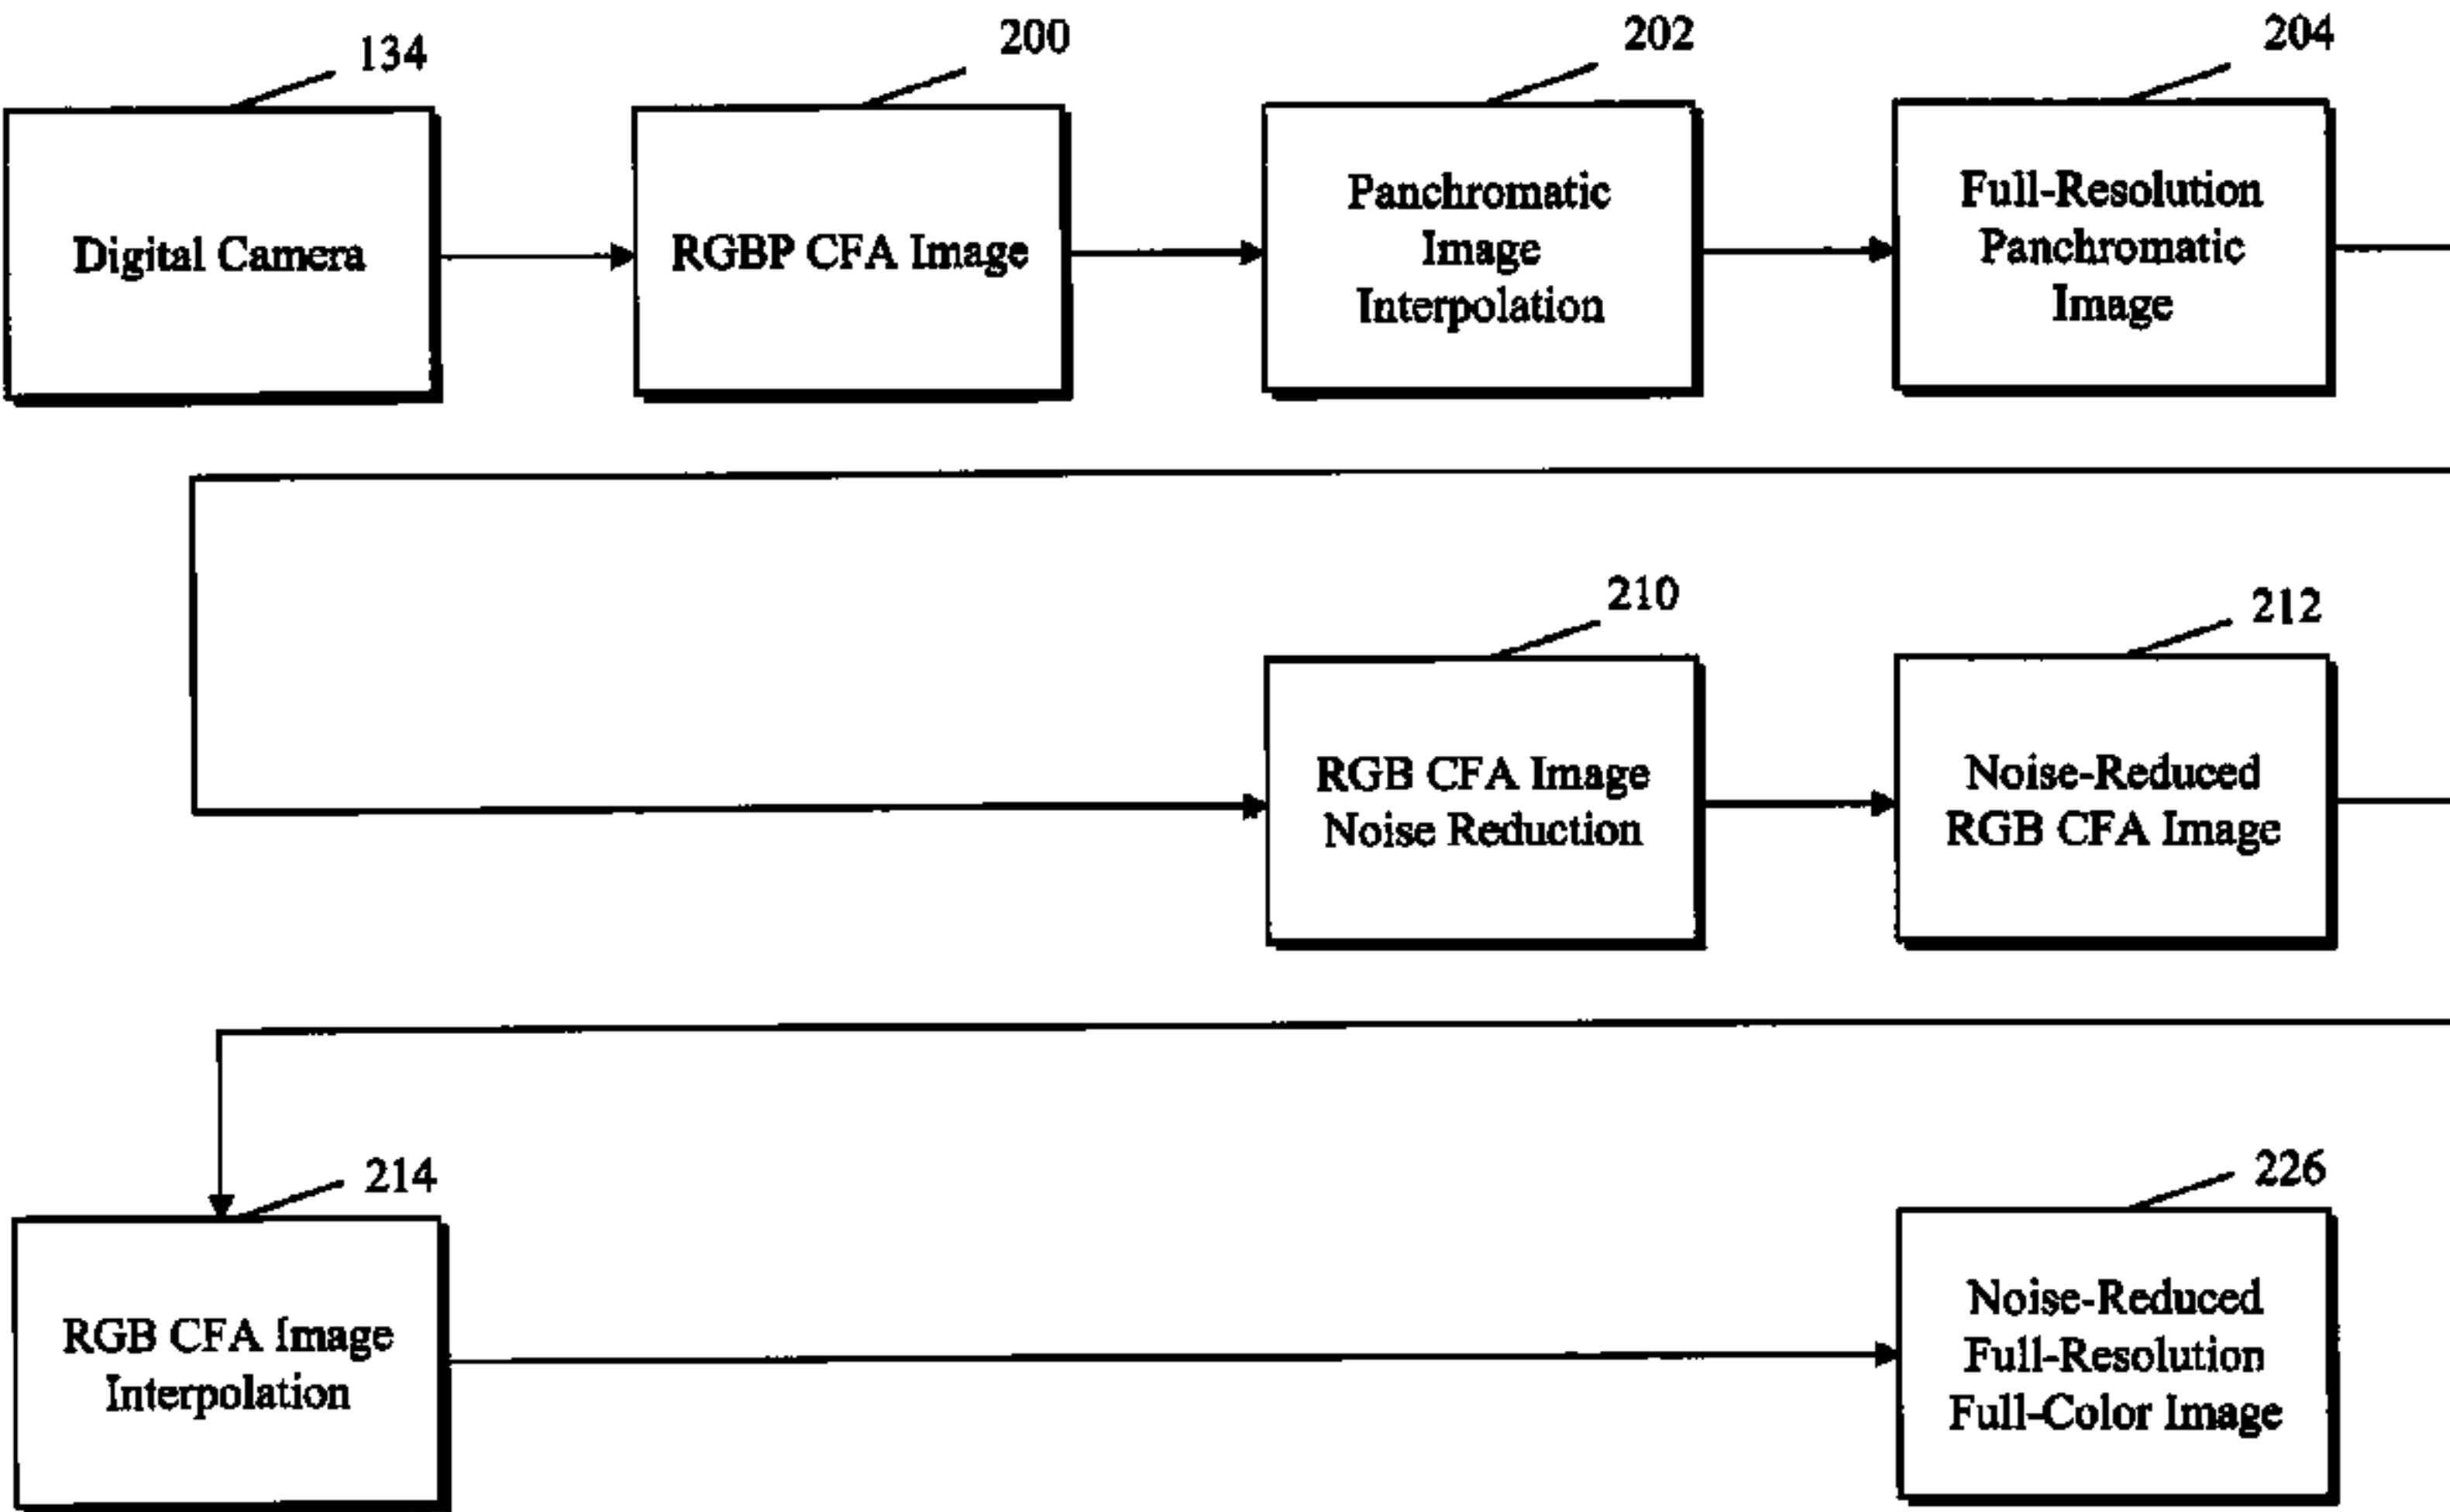 134
Digital Camera
200
RGBP CFA Image
202
Panchromatic
Image
Interpolation
204
Full-Resolution
Panchromatic
Image
210
RGB CFA Image
Noise Reduction
212
Noise-Reduced
RGB CFA Image
214
RGB CFA Image
Interpolation
226
Noise-Reduced
Full-Resolution
Full-Color Image